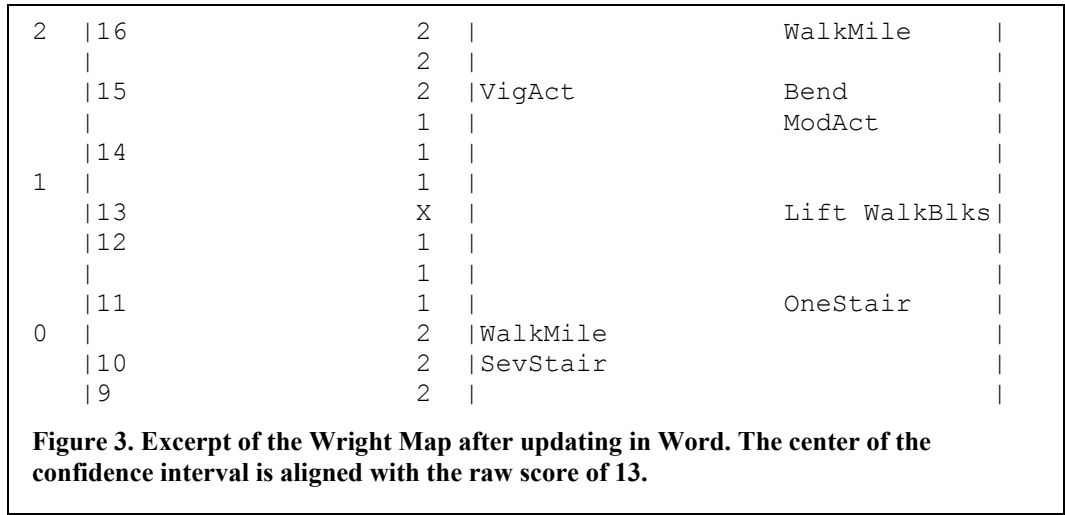 2  |16                 2  |                  WalkMile     |
   |                   2  |                               |
   |15                 2  |VigAct            Bend         |
   |                   1  |                  ModAct       |
   |14                 1  |                               |
1  |                   1  |                               |
   |13                 X  |                  Lift WalkBlks|
   |12                 1  |                               |
   |                   1  |                               |
   |11                 1  |                  OneStair     |
0  |                   2  |WalkMile                       |
   |10                 2  |SevStair                       |
   |9                  2  |                               |
Figure 3. Excerpt of the Wright Map after updating in Word. The center of the
confidence interval is aligned with the raw score of 13.